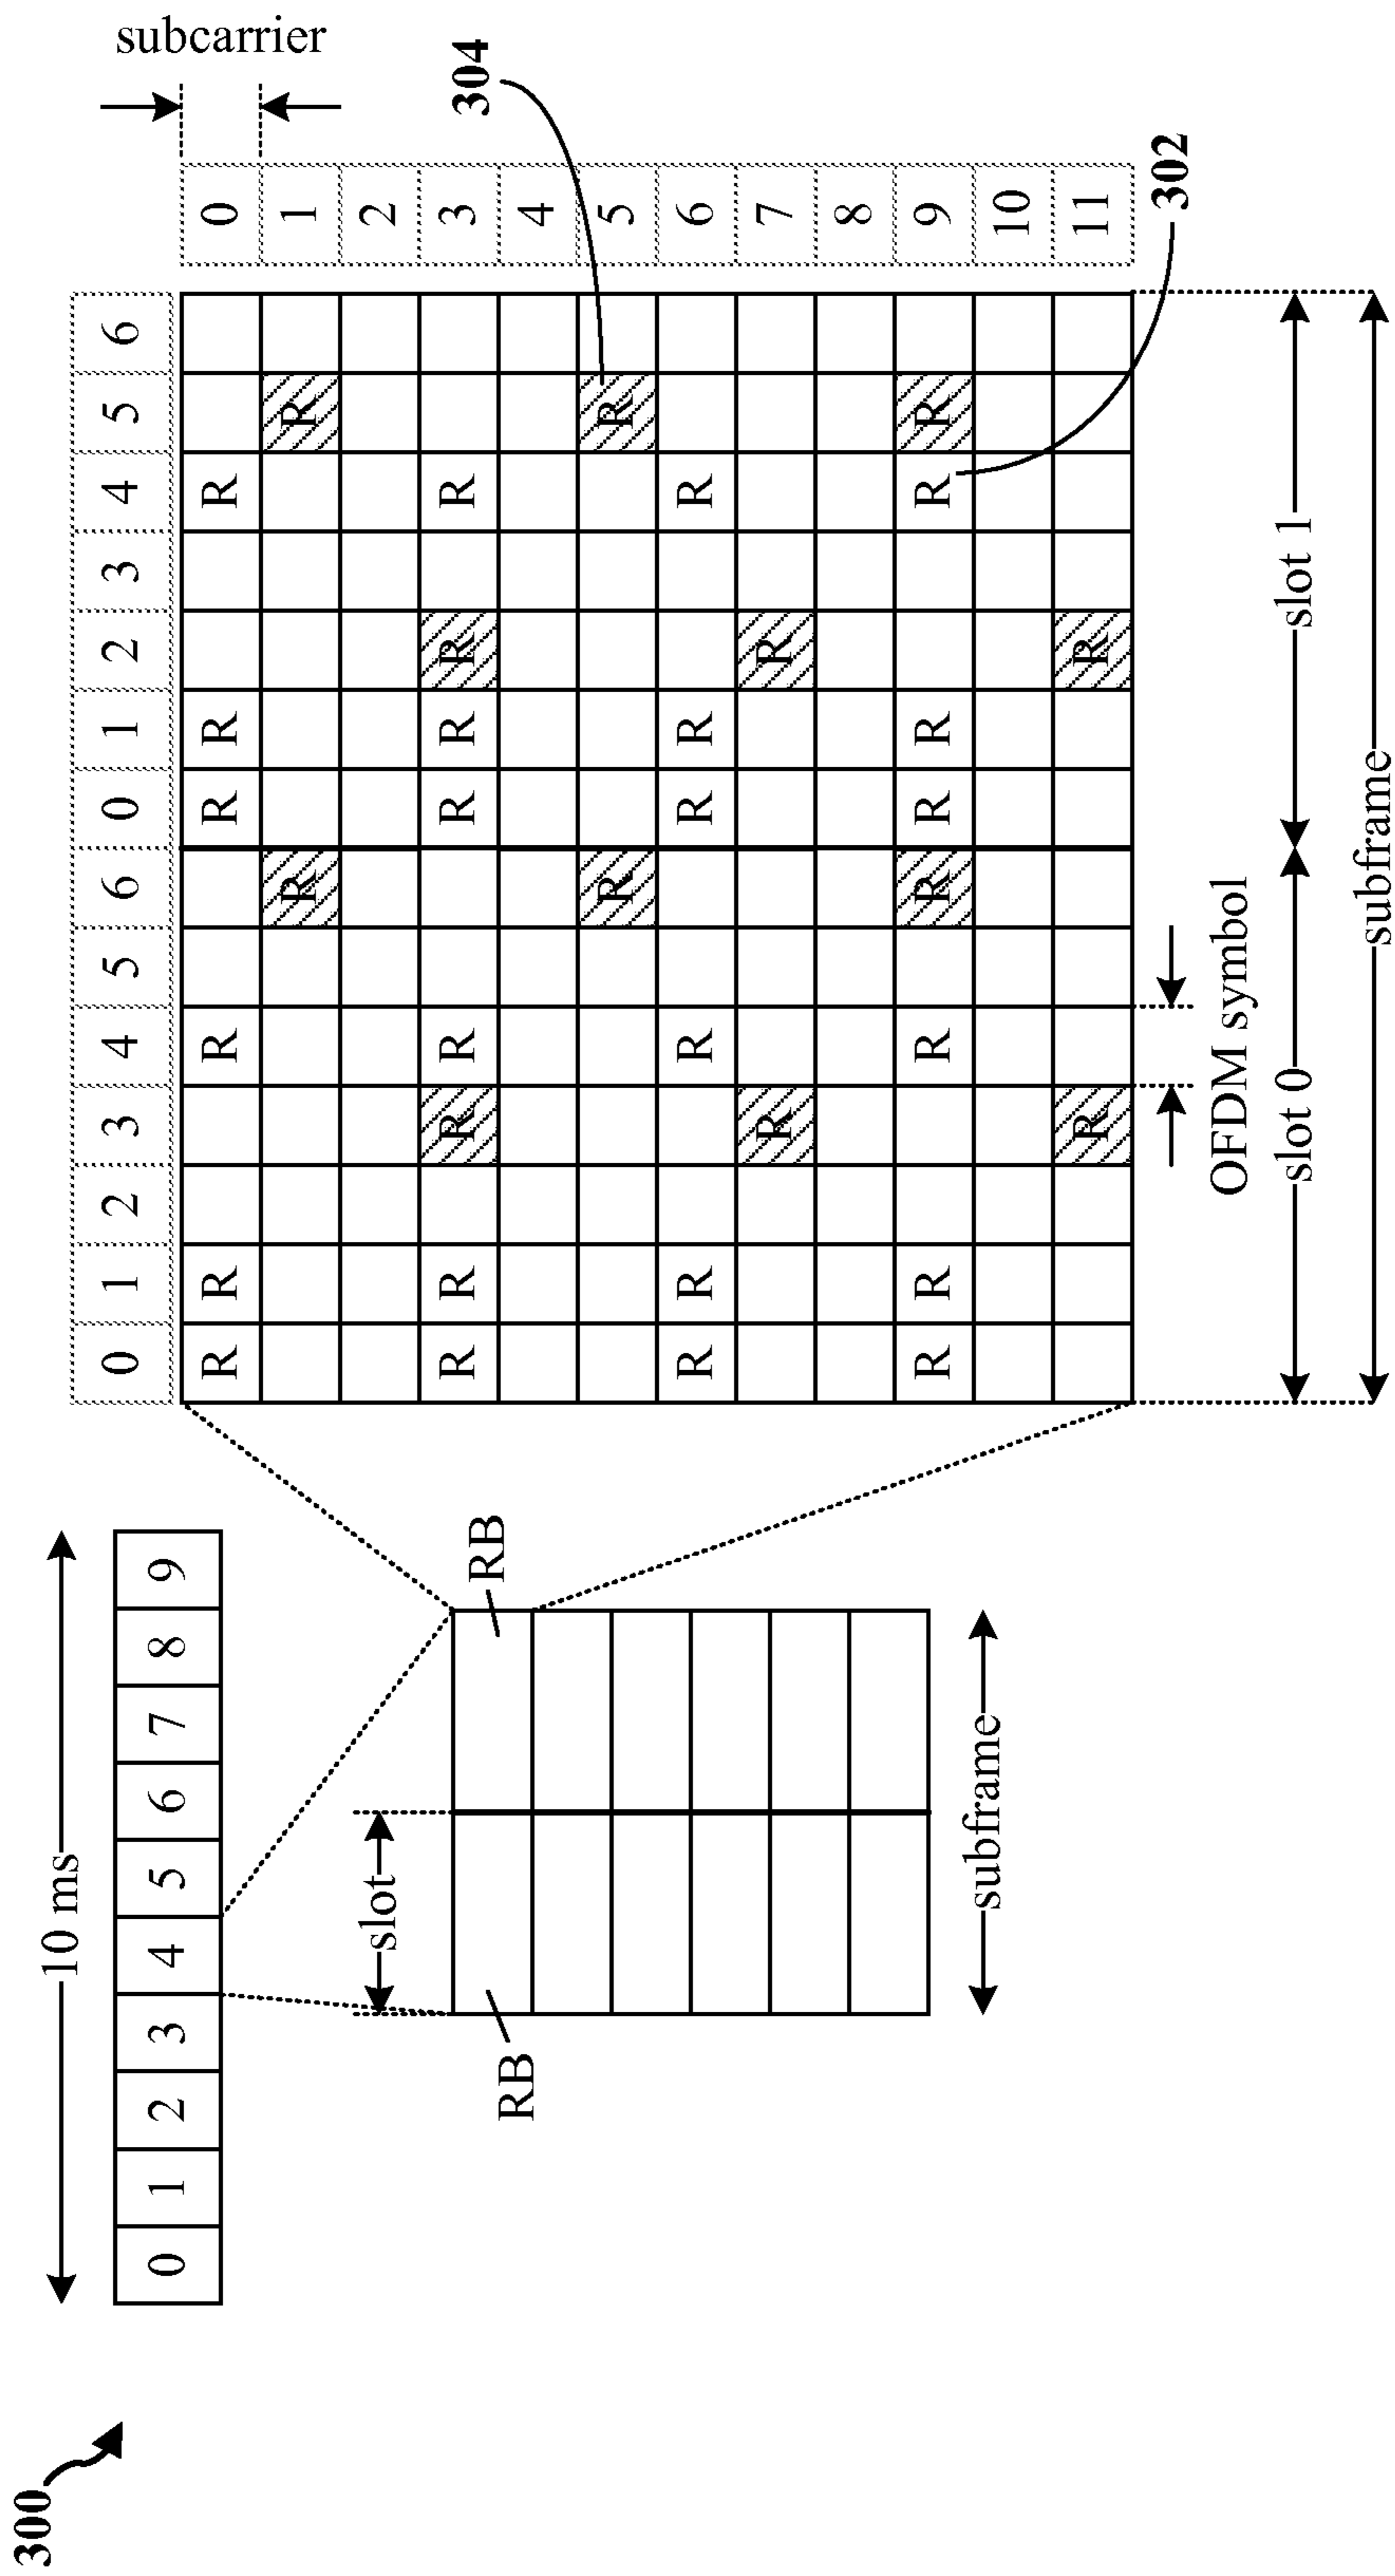 300
10 ms
0 1 2 3 4 5 6 7 8 9
slot
RB
RB
subframe
subcarrier
0 1 2 3 4 5 6 0 1 2 3 4 5 6
R R R R R R 0
R R 1
2
R R R R R R R R 3
304
4
R R 5
R R R R R R 6
R R 7
8
R R R R R R R R 9
10
R R 11
302
OFDM symbol
slot 0 slot 1
subframe